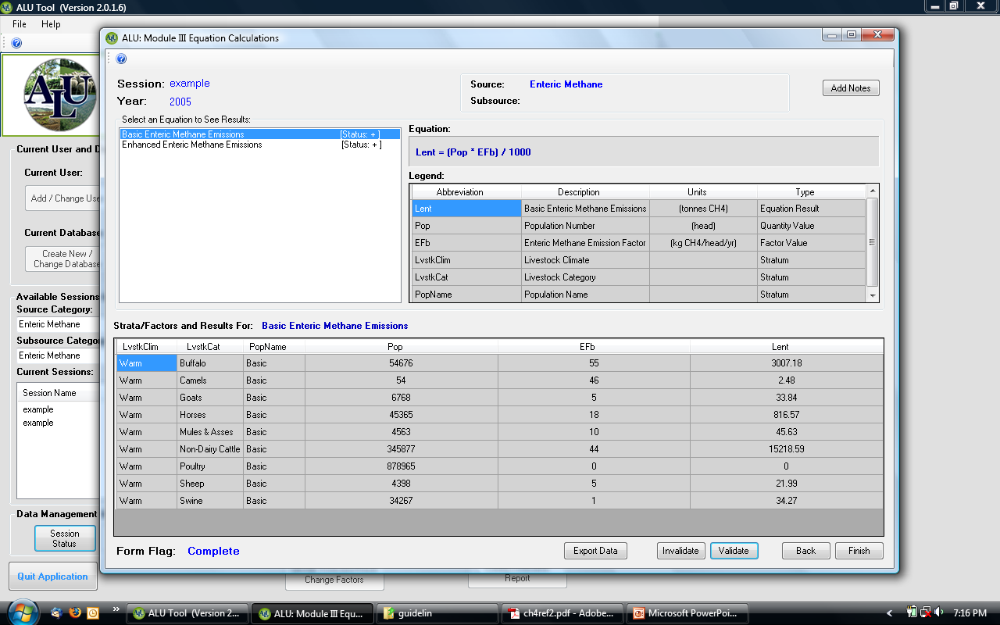 ALU Tool  (Version 2.0.1.6)
File Help
ALU: Module III Equation Calculations
ALU
Session: example
Year: 2005
Source: Enteric Methane
Subsource:
Add Notes
Select an Equation to See Results:
Basic Enteric Methane Emissions [Status: + ]
Enhanced Enteric Methane Emissions [Status: + ]
Equation:
Lent = (Pop * EFb) / 1000
Legend:
Abbreviation Description Units Type
Lent Basic Enteric Methane Emissions (tonnes CH4) Equation Result
Pop Population Number (head) Quantity Value
EFb Enteric Methane Emission Factor (kg CH4/head/yr) Factor Value
LvstkClim Livestock Climate Stratum
LvstkCat Livestock Category Stratum
PopName Population Name Stratum
Strata/Factors and Results For: Basic Enteric Methane Emissions
LvstkClim LvstkCat PopName Pop EFb Lent
Warm Buffalo Basic 54676 55 3007.18
Warm Camels Basic 54 46 2.48
Warm Goats Basic 6768 5 33.84
Warm Horses Basic 45365 18 816.57
Warm Mules & Asses Basic 4563 10 45.63
Warm Non-Dairy Cattle Basic 345877 44 15218.59
Warm Poultry Basic 878965 0 0
Warm Sheep Basic 4398 5 21.99
Warm Swine Basic 34267 1 34.27
Form Flag: Complete
Export Data Invalidate Validate Back Finish
Current User and D
Current User:
Add / Change Use
Current Database
Create New /
Change Database
Available Sessions
Source Category:
Enteric Methane
Subsource Catego
Enteric Methane
Current Sessions:
Session Name
example
example
Data Management
Session
Status
Quit Application
Change Factors
Report
ALU Tool  (Version 2...
ALU: Module III Equ...
guidelin
ch4ref2.pdf - Adobe...
Microsoft PowerPoi...
7:16 PM